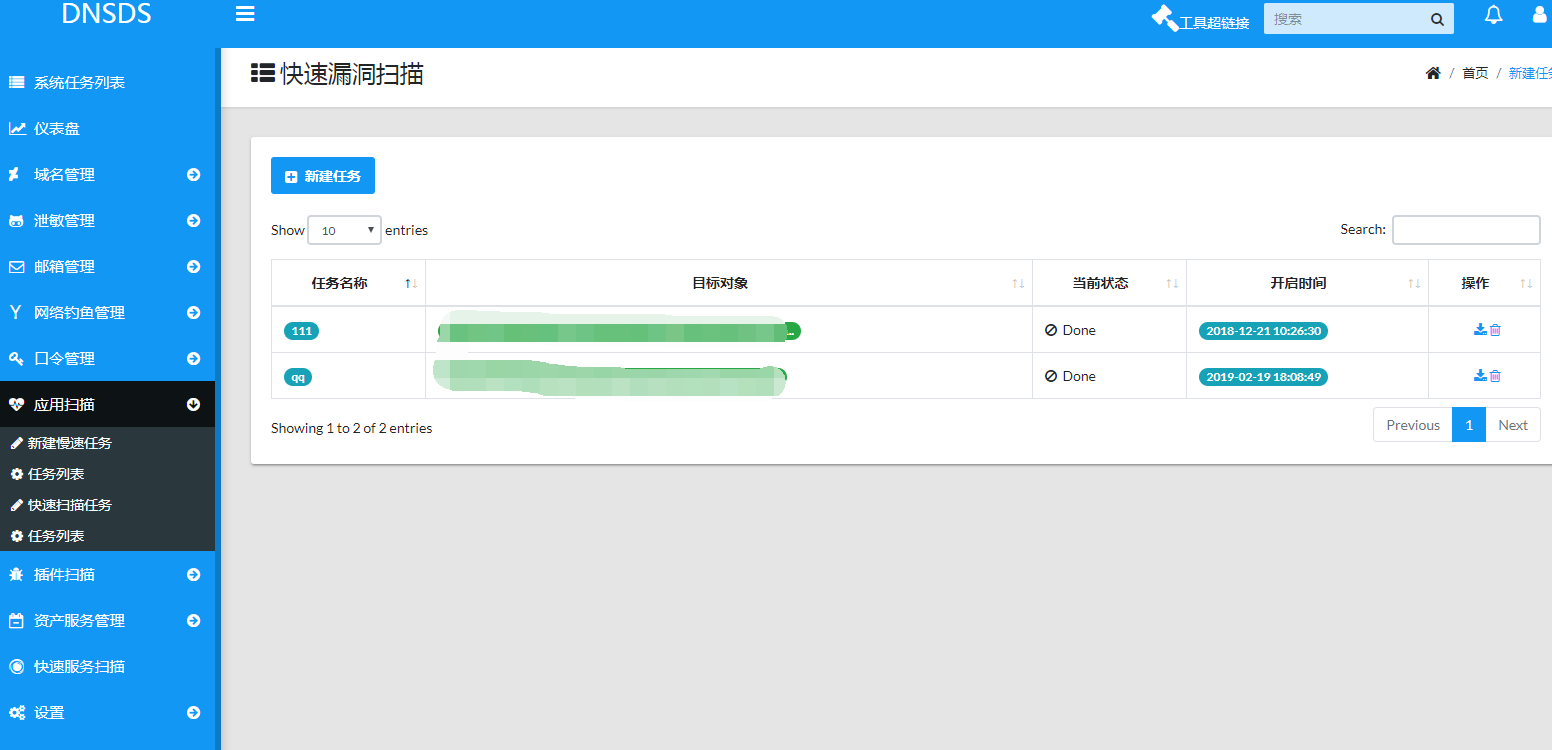 DNSDS
工具超链接
搜索
系统任务列表
仪表盘
域名管理
泄敏管理
邮箱管理
网络钓鱼管理
口令管理
应用扫描
新建慢速任务
任务列表
快速扫描任务
任务列表
插件扫描
资产服务管理
快速服务扫描
设置
快速漏洞扫描
/ 首页 / 新建任
新建任务
Show 10 entries
Search:
任务名称 目标对象 当前状态 开启时间 操作
111 ... Done 2018-12-21 10:26:30
qq Done 2019-02-19 18:08:49
Showing 1 to 2 of 2 entries
Previous 1 Next